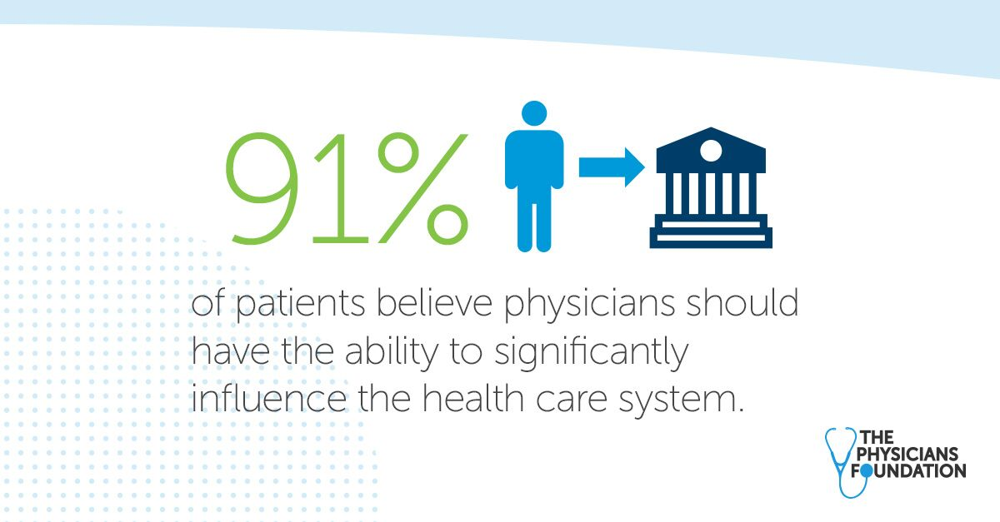 91%
of patients believe physicians should
have the ability to significantly
influence the health care system.
THE
PHYSICIANS
FOUNDATION